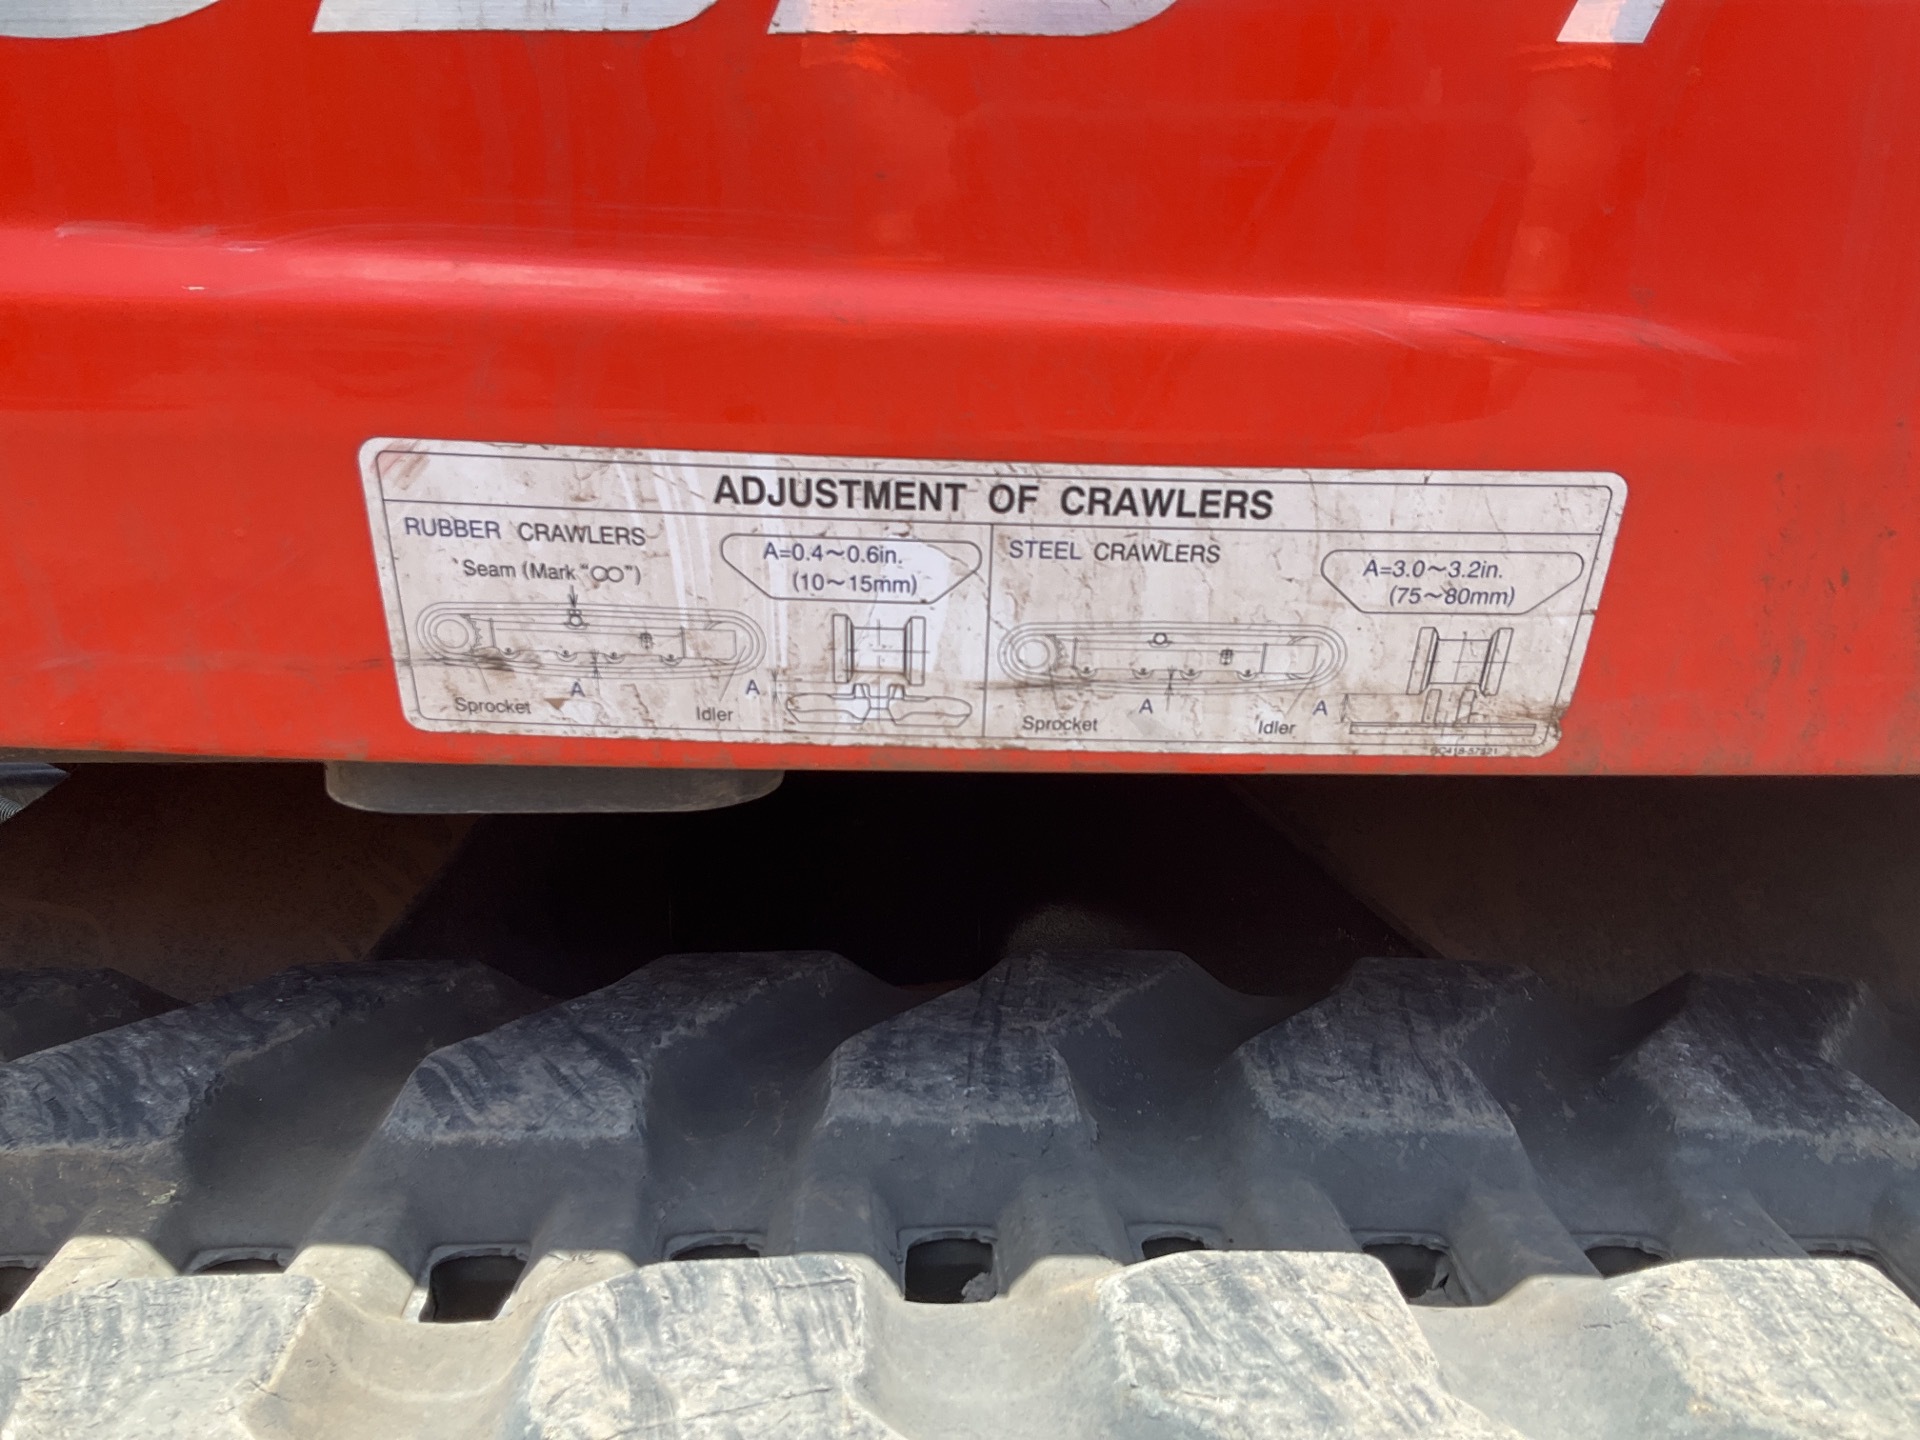 ADJUSTMENT OF CRAWLERS
RUBBER CRAWLERS
Seam (Mark "∞")
A=0.4~0.6in.
(10~15mm)
A
Sprocket
Idler
A
STEEL CRAWLERS
A=3.0~3.2in.
(75~80mm)
A
Sprocket
Idler
A